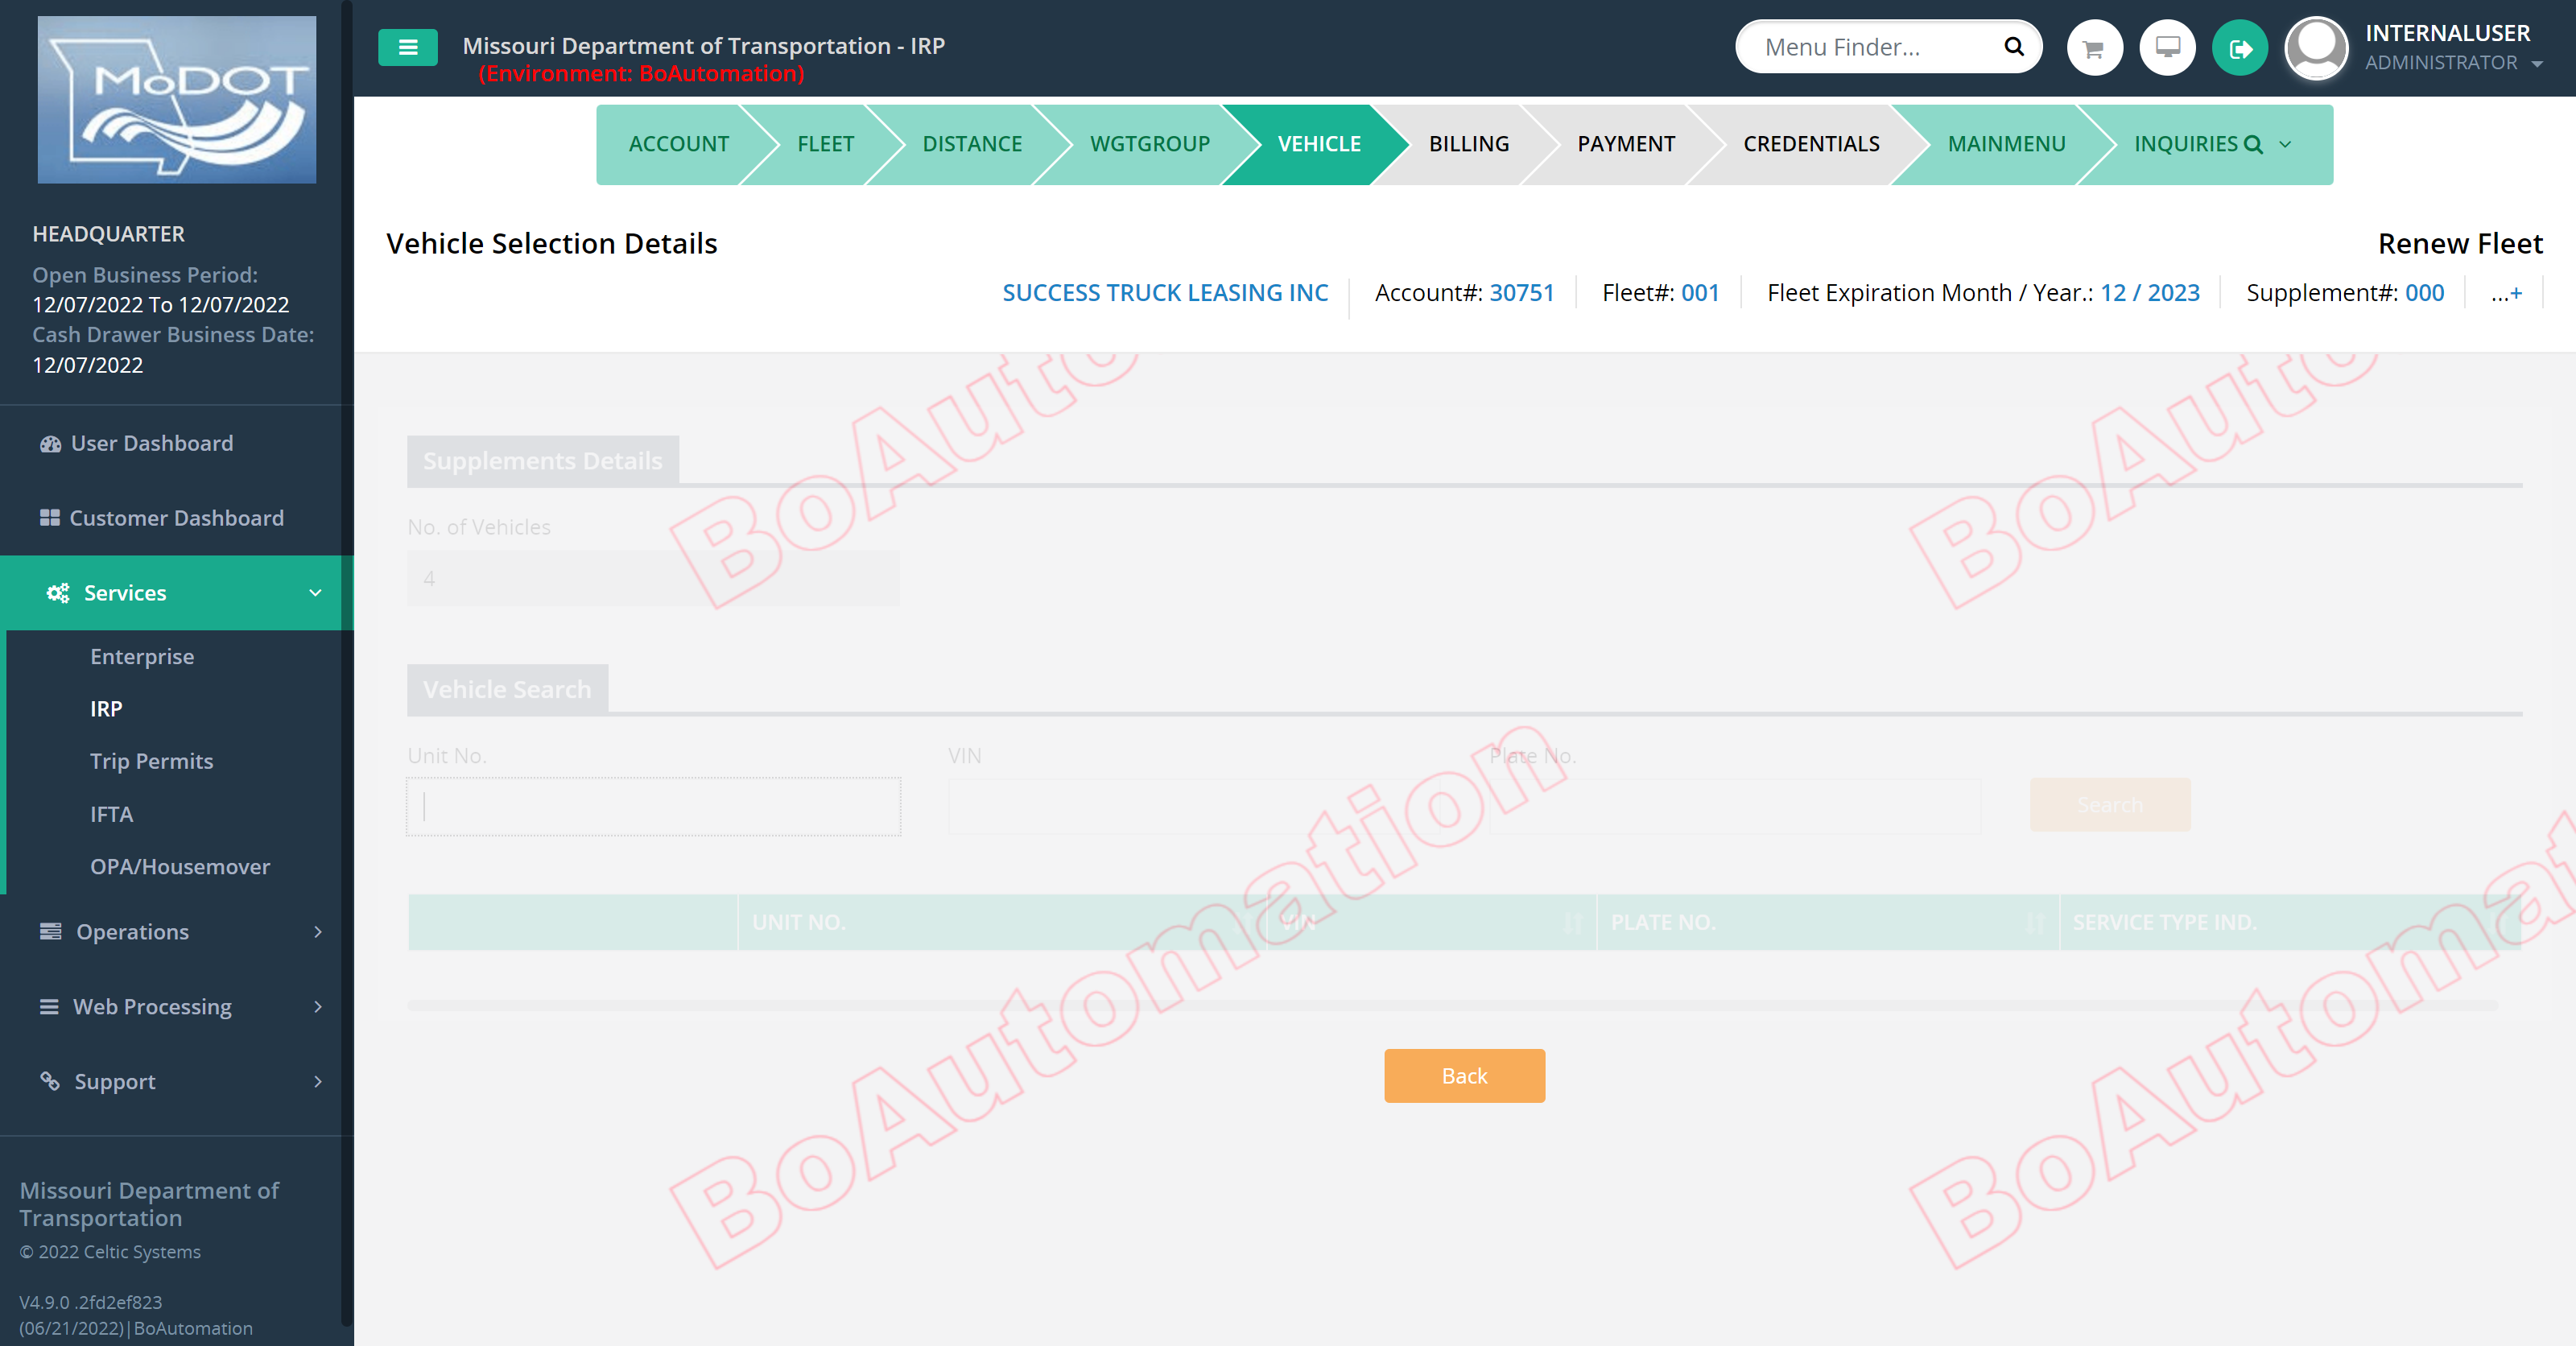 MoDOT
HEADQUARTER
Open Business Period:
12/07/2022 To 12/07/2022
Cash Drawer Business Date:
12/07/2022
User Dashboard
Customer Dashboard
Services
Enterprise
IRP
Trip Permits
IFTA
OPA/Housemover
Operations
Web Processing
Support
Missouri Department of
Transportation
© 2022 Celtic Systems
V4.9.0 .2fd2ef823
(06/21/2022)|BoAutomation
Missouri Department of Transportation - IRP
(Environment: BoAutomation)
Menu Finder...
INTERNALUSER
ADMINISTRATOR
ACCOUNT FLEET DISTANCE WGTGROUP VEHICLE BILLING PAYMENT CREDENTIALS MAINMENU INQUIRIES
Vehicle Selection Details Renew Fleet
SUCCESS TRUCK LEASING INC Account#: 30751 Fleet#: 001 Fleet Expiration Month / Year.: 12 / 2023 Supplement#: 000 ...+
Supplements Details
No. of Vehicles
4
Vehicle Search
Unit No. VIN Plate No.
Search
UNIT NO. VIN PLATE NO. SERVICE TYPE IND.
Back
BoAuto
BoAuto
BoAutomation
BoAutomat